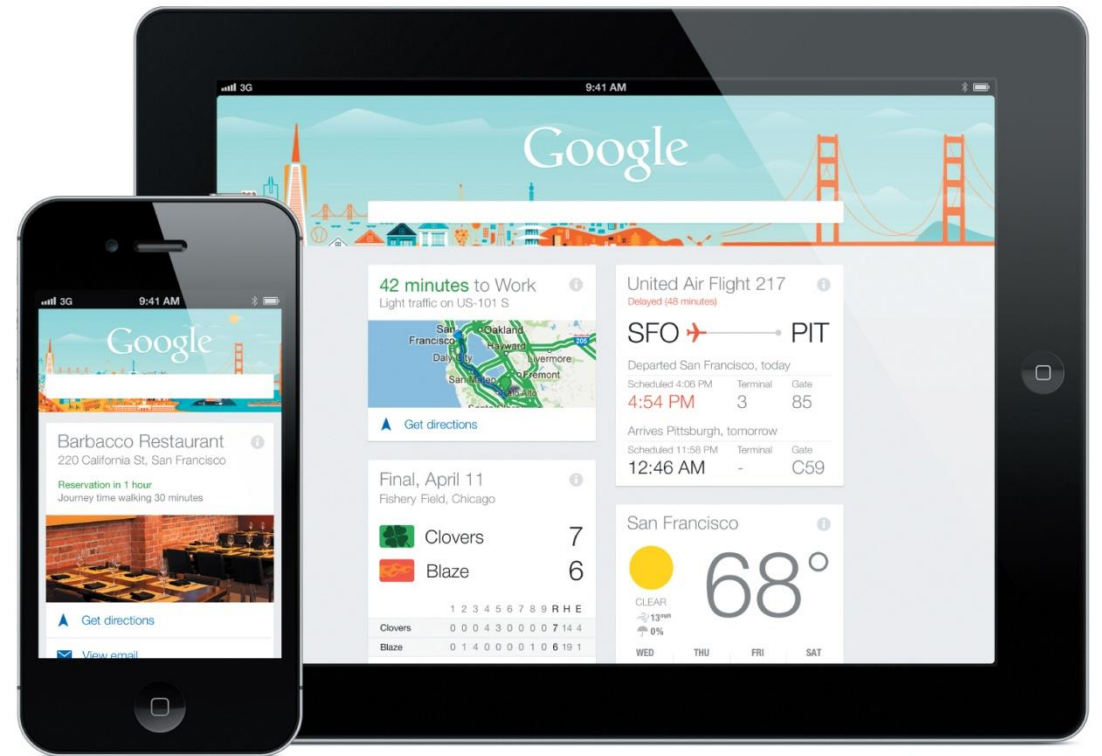 3G 9:41 AM
Google
42 minutes to Work
Light traffic on US-101 S
San Francisco
Oakland
Hayward
Daly City
Livermore
San Mateo
Fremont
Palo Alto
205
Get directions
Final, April 11
Fishery Field, Chicago
Clovers 7
Blaze 6
1 2 3 4 5 6 7 8 9 R H E
Clovers 0 0 0 4 3 0 0 0 0 7 14 4
Blaze 0 1 4 0 0 0 0 1 0 6 19 1
United Air Flight 217
Delayed (48 minutes)
SFO PIT
Departed San Francisco, today
Scheduled 4:06 PM Terminal Gate
4:54 PM 3 85
Arrives Pittsburgh, tomorrow
Scheduled 11:58 PM Terminal Gate
12:46 AM - C59
San Francisco
68°
CLEAR
13 MPH
0%
WED THU FRI SAT
3G 9:41 AM
Google
Barbacco Restaurant
220 California St, San Francisco
Reservation in 1 hour
Journey time walking 30 minutes
Get directions
View email